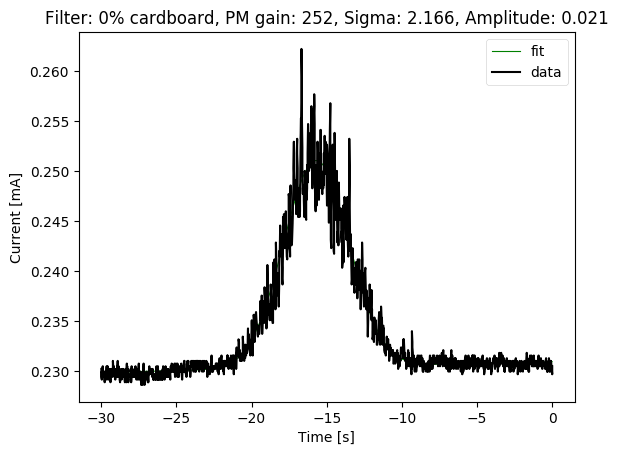 Filter: 0% cardboard, PM gain: 252, Sigma: 2.166, Amplitude: 0.021
fit
data
0.260
0.255
0.250
0.245
0.240
0.235
0.230
Current [mA]
−30
−25
−20
−15
−10
−5
0
Time [s]